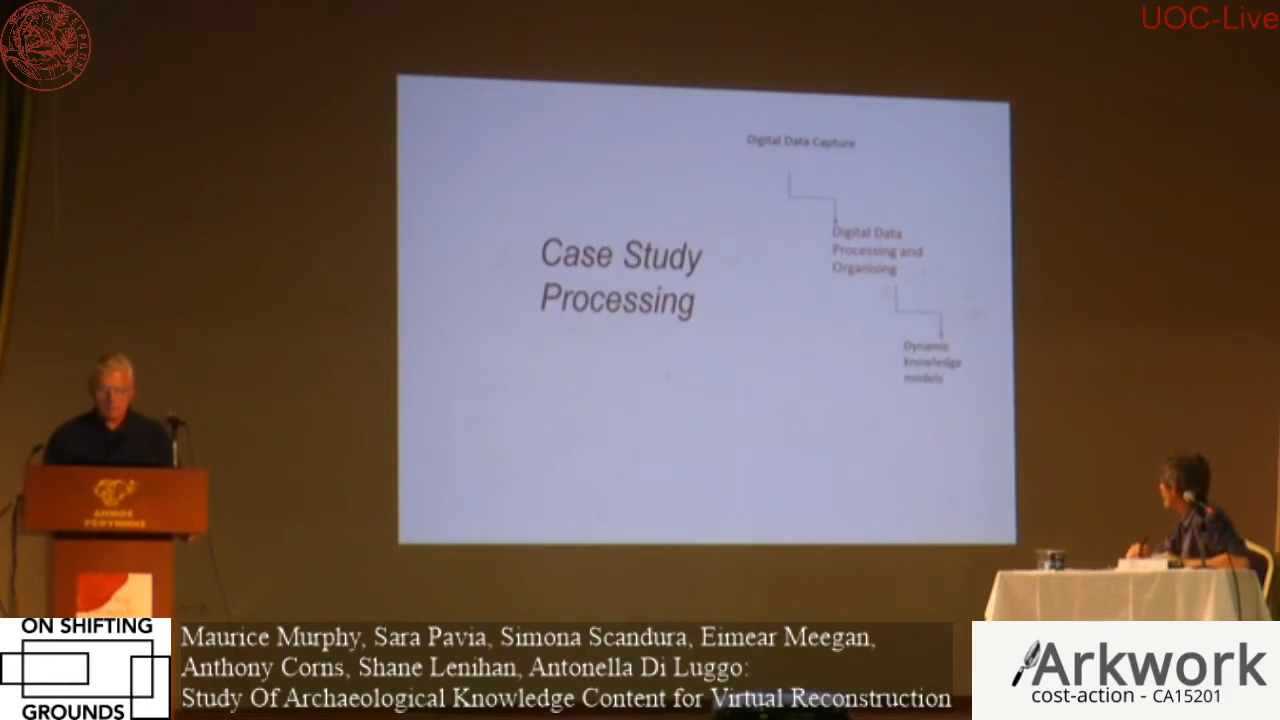 UOC-Live
Digital Data Capture
Digital Data
Processing and
Organising
Dynamic
knowledge
models
Case Study
Processing
ΔΗΜΟΣ
ΡΕΘΥΜΝΗΣ
ON SHIFTING
GROUNDS
Maurice Murphy, Sara Pavia, Simona Scandura, Eimear Meegan,
Anthony Corns, Shane Lenihan, Antonella Di Luggo:
Study Of Archaeological Knowledge Content for Virtual Reconstruction
Arkwork
cost-action - CA15201